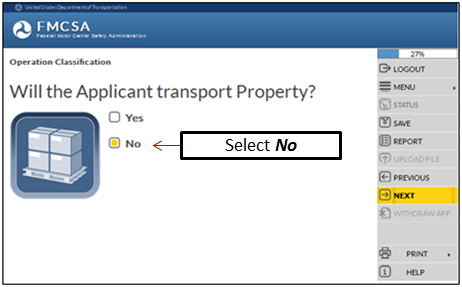 United States Department of Transportation
FMCSA
Federal Motor Carrier Safety Administration
Operation Classification
Will the Applicant transport Property?
Yes
No
Select No
27%
LOGOUT
MENU
STATUS
SAVE
REPORT
UPLOAD FILE
PREVIOUS
NEXT
WITHDRAW APP
PRINT
HELP